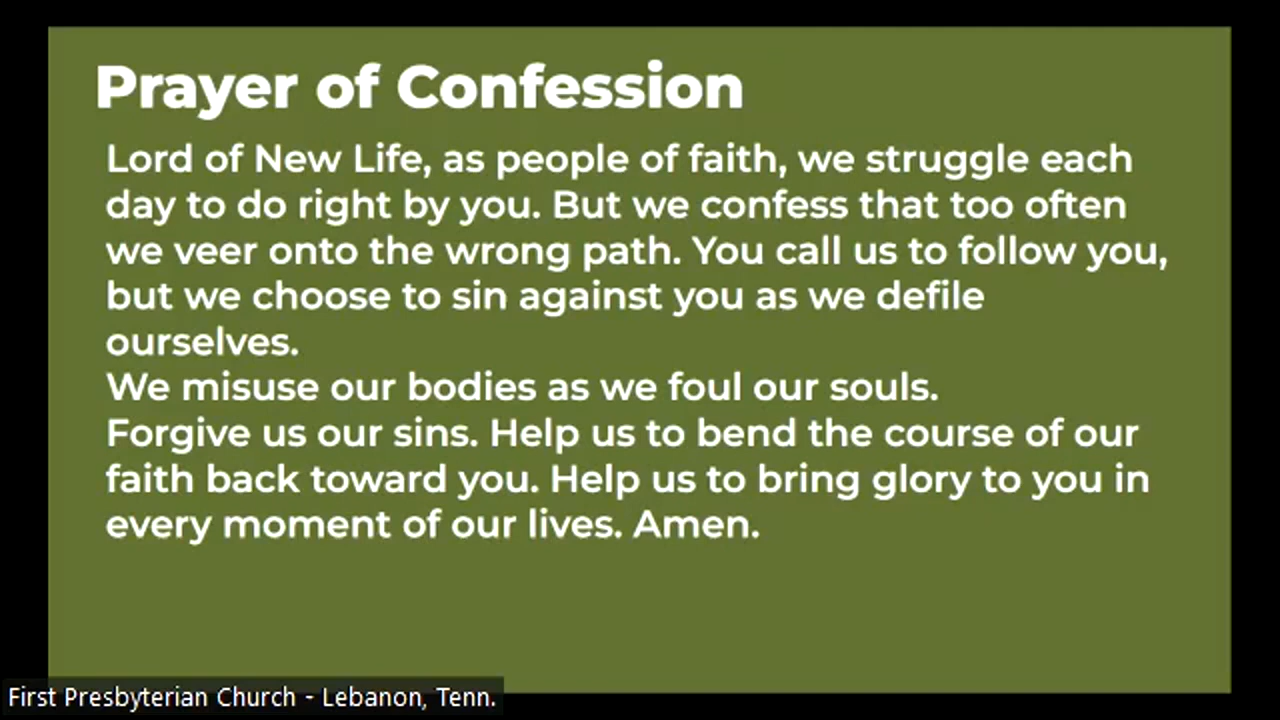 Prayer of Confession
Lord of New Life, as people of faith, we struggle each
day to do right by you. But we confess that too often
we veer onto the wrong path. You call us to follow you,
but we choose to sin against you as we defile
ourselves.
We misuse our bodies as we foul our souls.
Forgive us our sins. Help us to bend the course of our
faith back toward you. Help us to bring glory to you in
every moment of our lives. Amen.
First Presbyterian Church - Lebanon, Tenn.